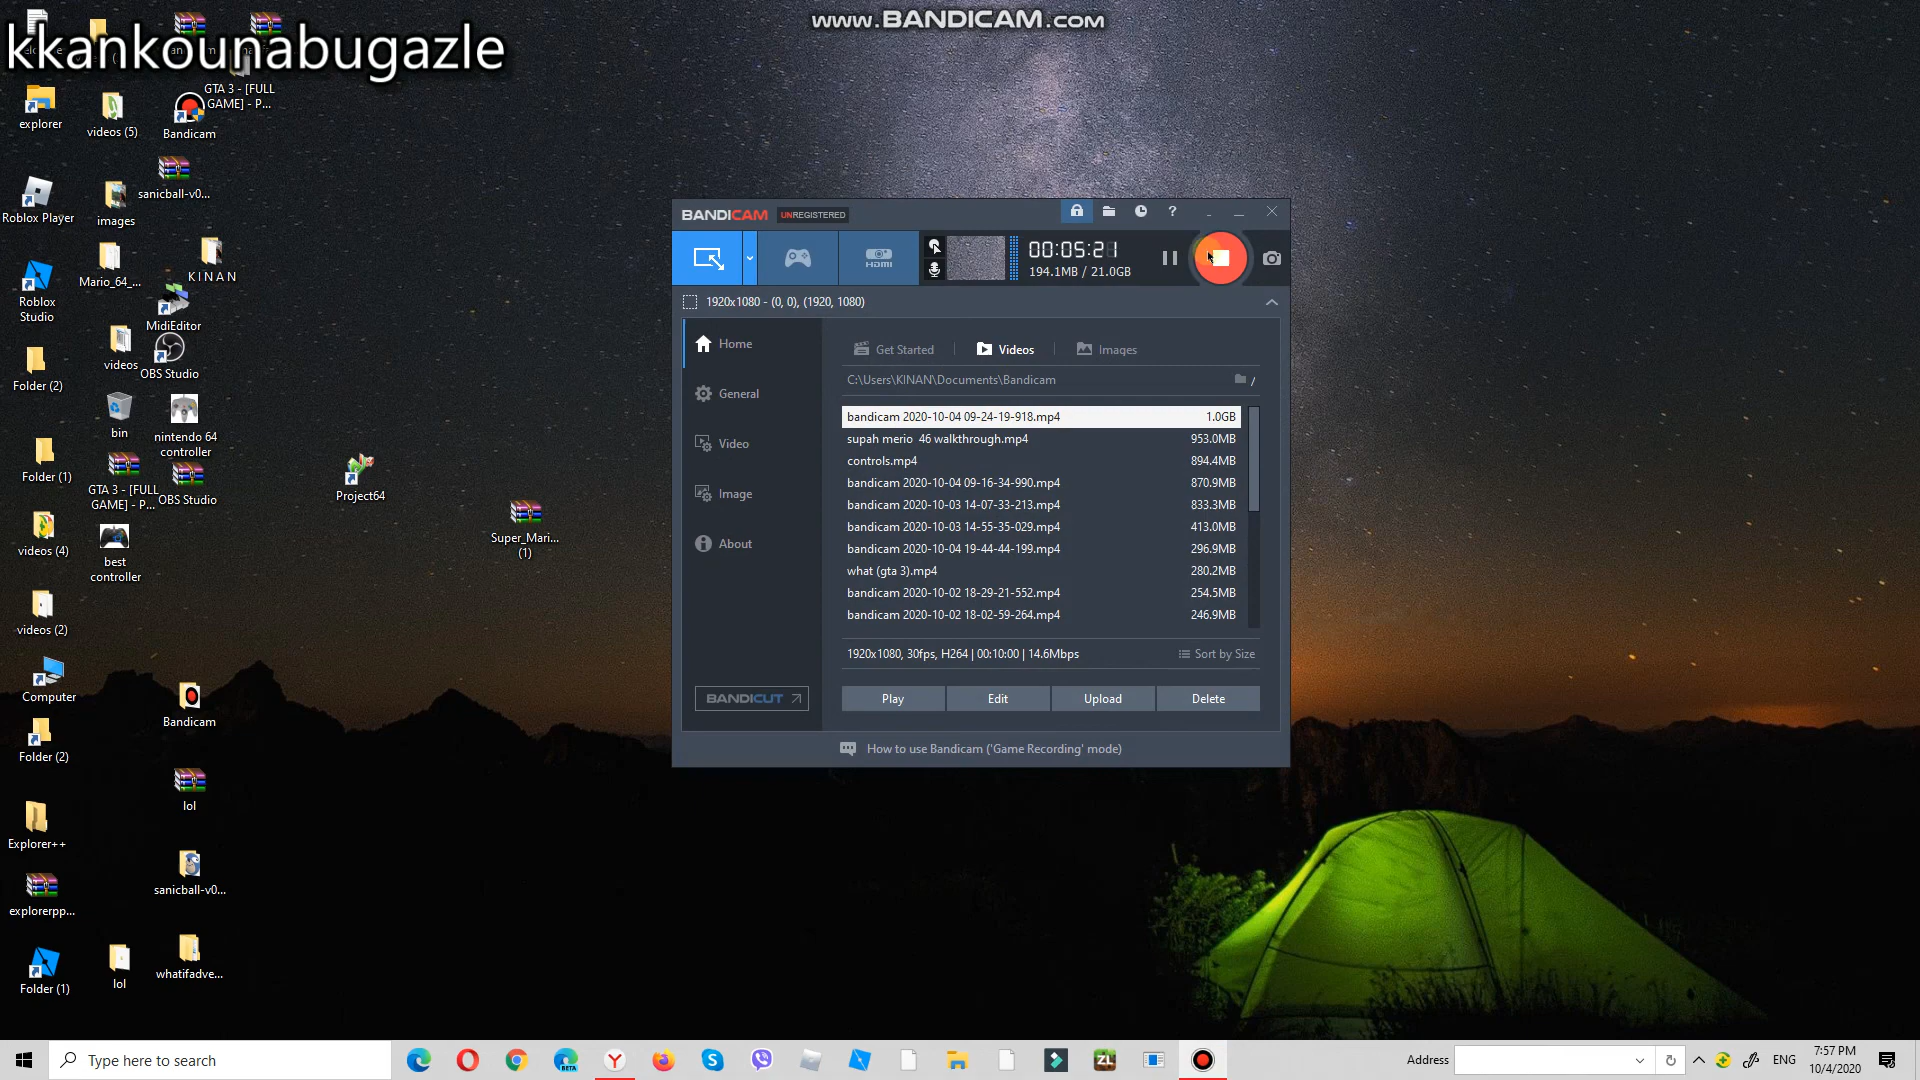 www.BANDICAM.com
kkankounabugazle
GTA 3 - [FULL
GAME] - P...
explorer
videos (5)
Bandicam
sanicball-v0...
Roblox Player
images
K I N A N
Mario_64_...
Roblox
Studio
MidiEditor
videos
OBS Studio
Folder (2)
bin
nintendo 64
controller
Folder (1)
GTA 3 - [FULL
GAME] - P...
OBS Studio
Project64
Super_Mari...
(1)
videos (4)
best
controller
videos (2)
Computer
Bandicam
Folder (2)
lol
Explorer++
sanicball-v0...
explorerpp...
whatifadve...
Folder (1)
lol
BANDICAM UNREGISTERED
?
HDMI
00:05:21
194.1MB / 21.0GB
1920x1080 - (0, 0), (1920, 1080)
Home
General
Video
Image
About
BANDICUT
Get Started
Videos
Images
C:\Users\KINAN\Documents\Bandicam
/
bandicam 2020-10-04 09-24-19-918.mp4 1.0GB
supah merio 46 walkthrough.mp4 953.0MB
controls.mp4 894.4MB
bandicam 2020-10-04 09-16-34-990.mp4 870.9MB
bandicam 2020-10-03 14-07-33-213.mp4 833.3MB
bandicam 2020-10-03 14-55-35-029.mp4 413.0MB
bandicam 2020-10-04 19-44-44-199.mp4 296.9MB
what (gta 3).mp4 280.2MB
bandicam 2020-10-02 18-29-21-552.mp4 254.5MB
bandicam 2020-10-02 18-02-59-264.mp4 246.9MB
1920x1080, 30fps, H264 | 00:10:00 | 14.6Mbps
Sort by Size
Play
Edit
Upload
Delete
How to use Bandicam ('Game Recording' mode)
Type here to search
BETA
ZL
Address
ENG
7:57 PM
10/4/2020